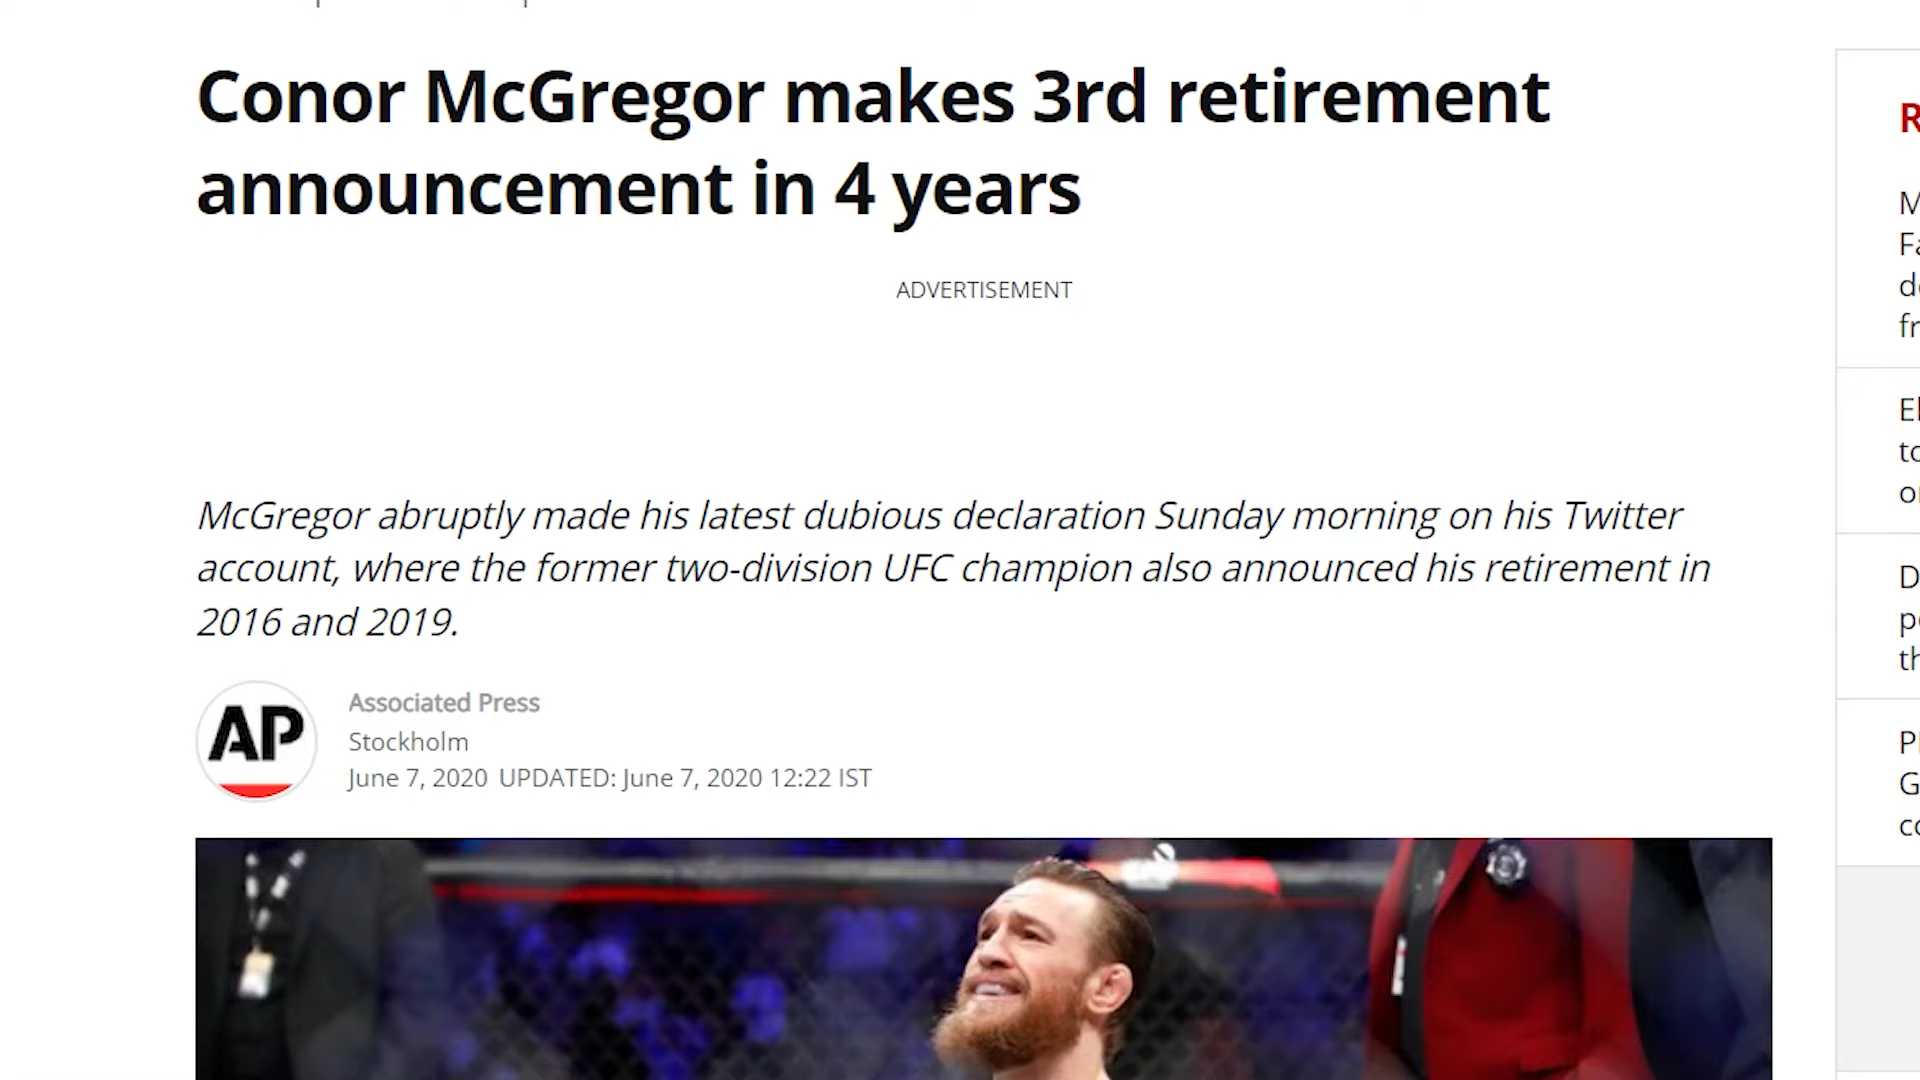 Conor McGregor makes 3rd retirement
announcement in 4 years
ADVERTISEMENT
McGregor abruptly made his latest dubious declaration Sunday morning on his Twitter
account, where the former two-division UFC champion also announced his retirement in
2016 and 2019.
AP
Associated Press
Stockholm
June 7, 2020 UPDATED: June 7, 2020 12:22 IST